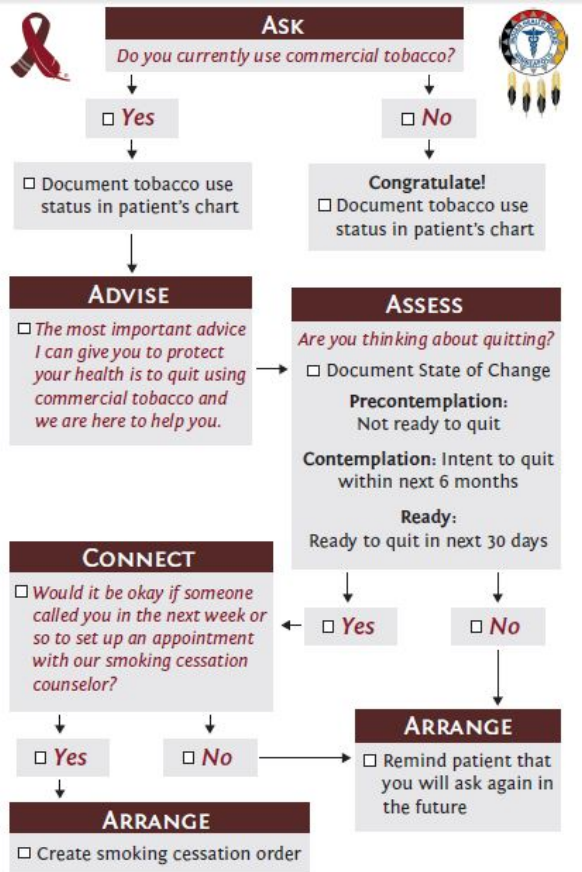 ASK
Do you currently use commercial tobacco?
Yes
No
Document tobacco use
status in patient's chart
Congratulate!
Document tobacco use
status in patient's chart
ADVISE
The most important advice
I can give you to protect
your health is to quit using
commercial tobacco and
we are here to help you.
ASSESS
Are you thinking about quitting?
Document State of Change
Precontemplation:
Not ready to quit
Contemplation: Intent to quit
within next 6 months
Ready:
Ready to quit in next 30 days
Yes
No
CONNECT
Would it be okay if someone
called you in the next week or
so to set up an appointment
with our smoking cessation
counselor?
Yes
No
ARRANGE
Remind patient that
you will ask again in
the future
ARRANGE
Create smoking cessation order